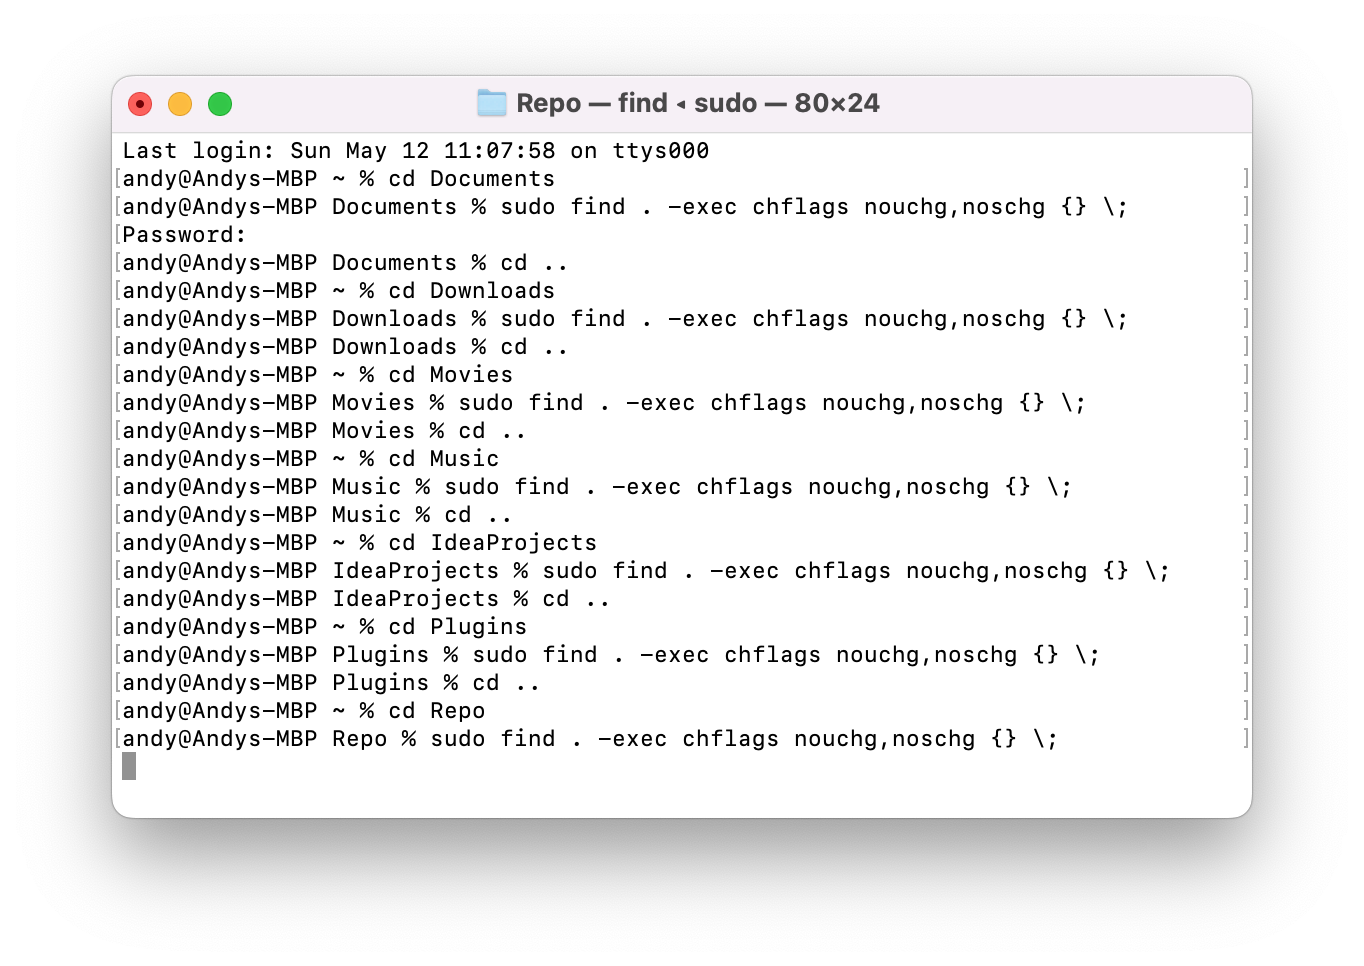 Repo — find ◂ sudo — 80×24
Last login: Sun May 12 11:07:58 on ttys000
[andy@Andys-MBP ~ % cd Documents ]
[andy@Andys-MBP Documents % sudo find . -exec chflags nouchg,noschg {} \; ]
[Password: ]
[andy@Andys-MBP Documents % cd .. ]
[andy@Andys-MBP ~ % cd Downloads ]
[andy@Andys-MBP Downloads % sudo find . -exec chflags nouchg,noschg {} \; ]
[andy@Andys-MBP Downloads % cd .. ]
[andy@Andys-MBP ~ % cd Movies ]
[andy@Andys-MBP Movies % sudo find . -exec chflags nouchg,noschg {} \; ]
[andy@Andys-MBP Movies % cd .. ]
[andy@Andys-MBP ~ % cd Music ]
[andy@Andys-MBP Music % sudo find . -exec chflags nouchg,noschg {} \; ]
[andy@Andys-MBP Music % cd .. ]
[andy@Andys-MBP ~ % cd IdeaProjects ]
[andy@Andys-MBP IdeaProjects % sudo find . -exec chflags nouchg,noschg {} \; ]
[andy@Andys-MBP IdeaProjects % cd .. ]
[andy@Andys-MBP ~ % cd Plugins ]
[andy@Andys-MBP Plugins % sudo find . -exec chflags nouchg,noschg {} \; ]
[andy@Andys-MBP Plugins % cd .. ]
[andy@Andys-MBP ~ % cd Repo ]
[andy@Andys-MBP Repo % sudo find . -exec chflags nouchg,noschg {} \; ]